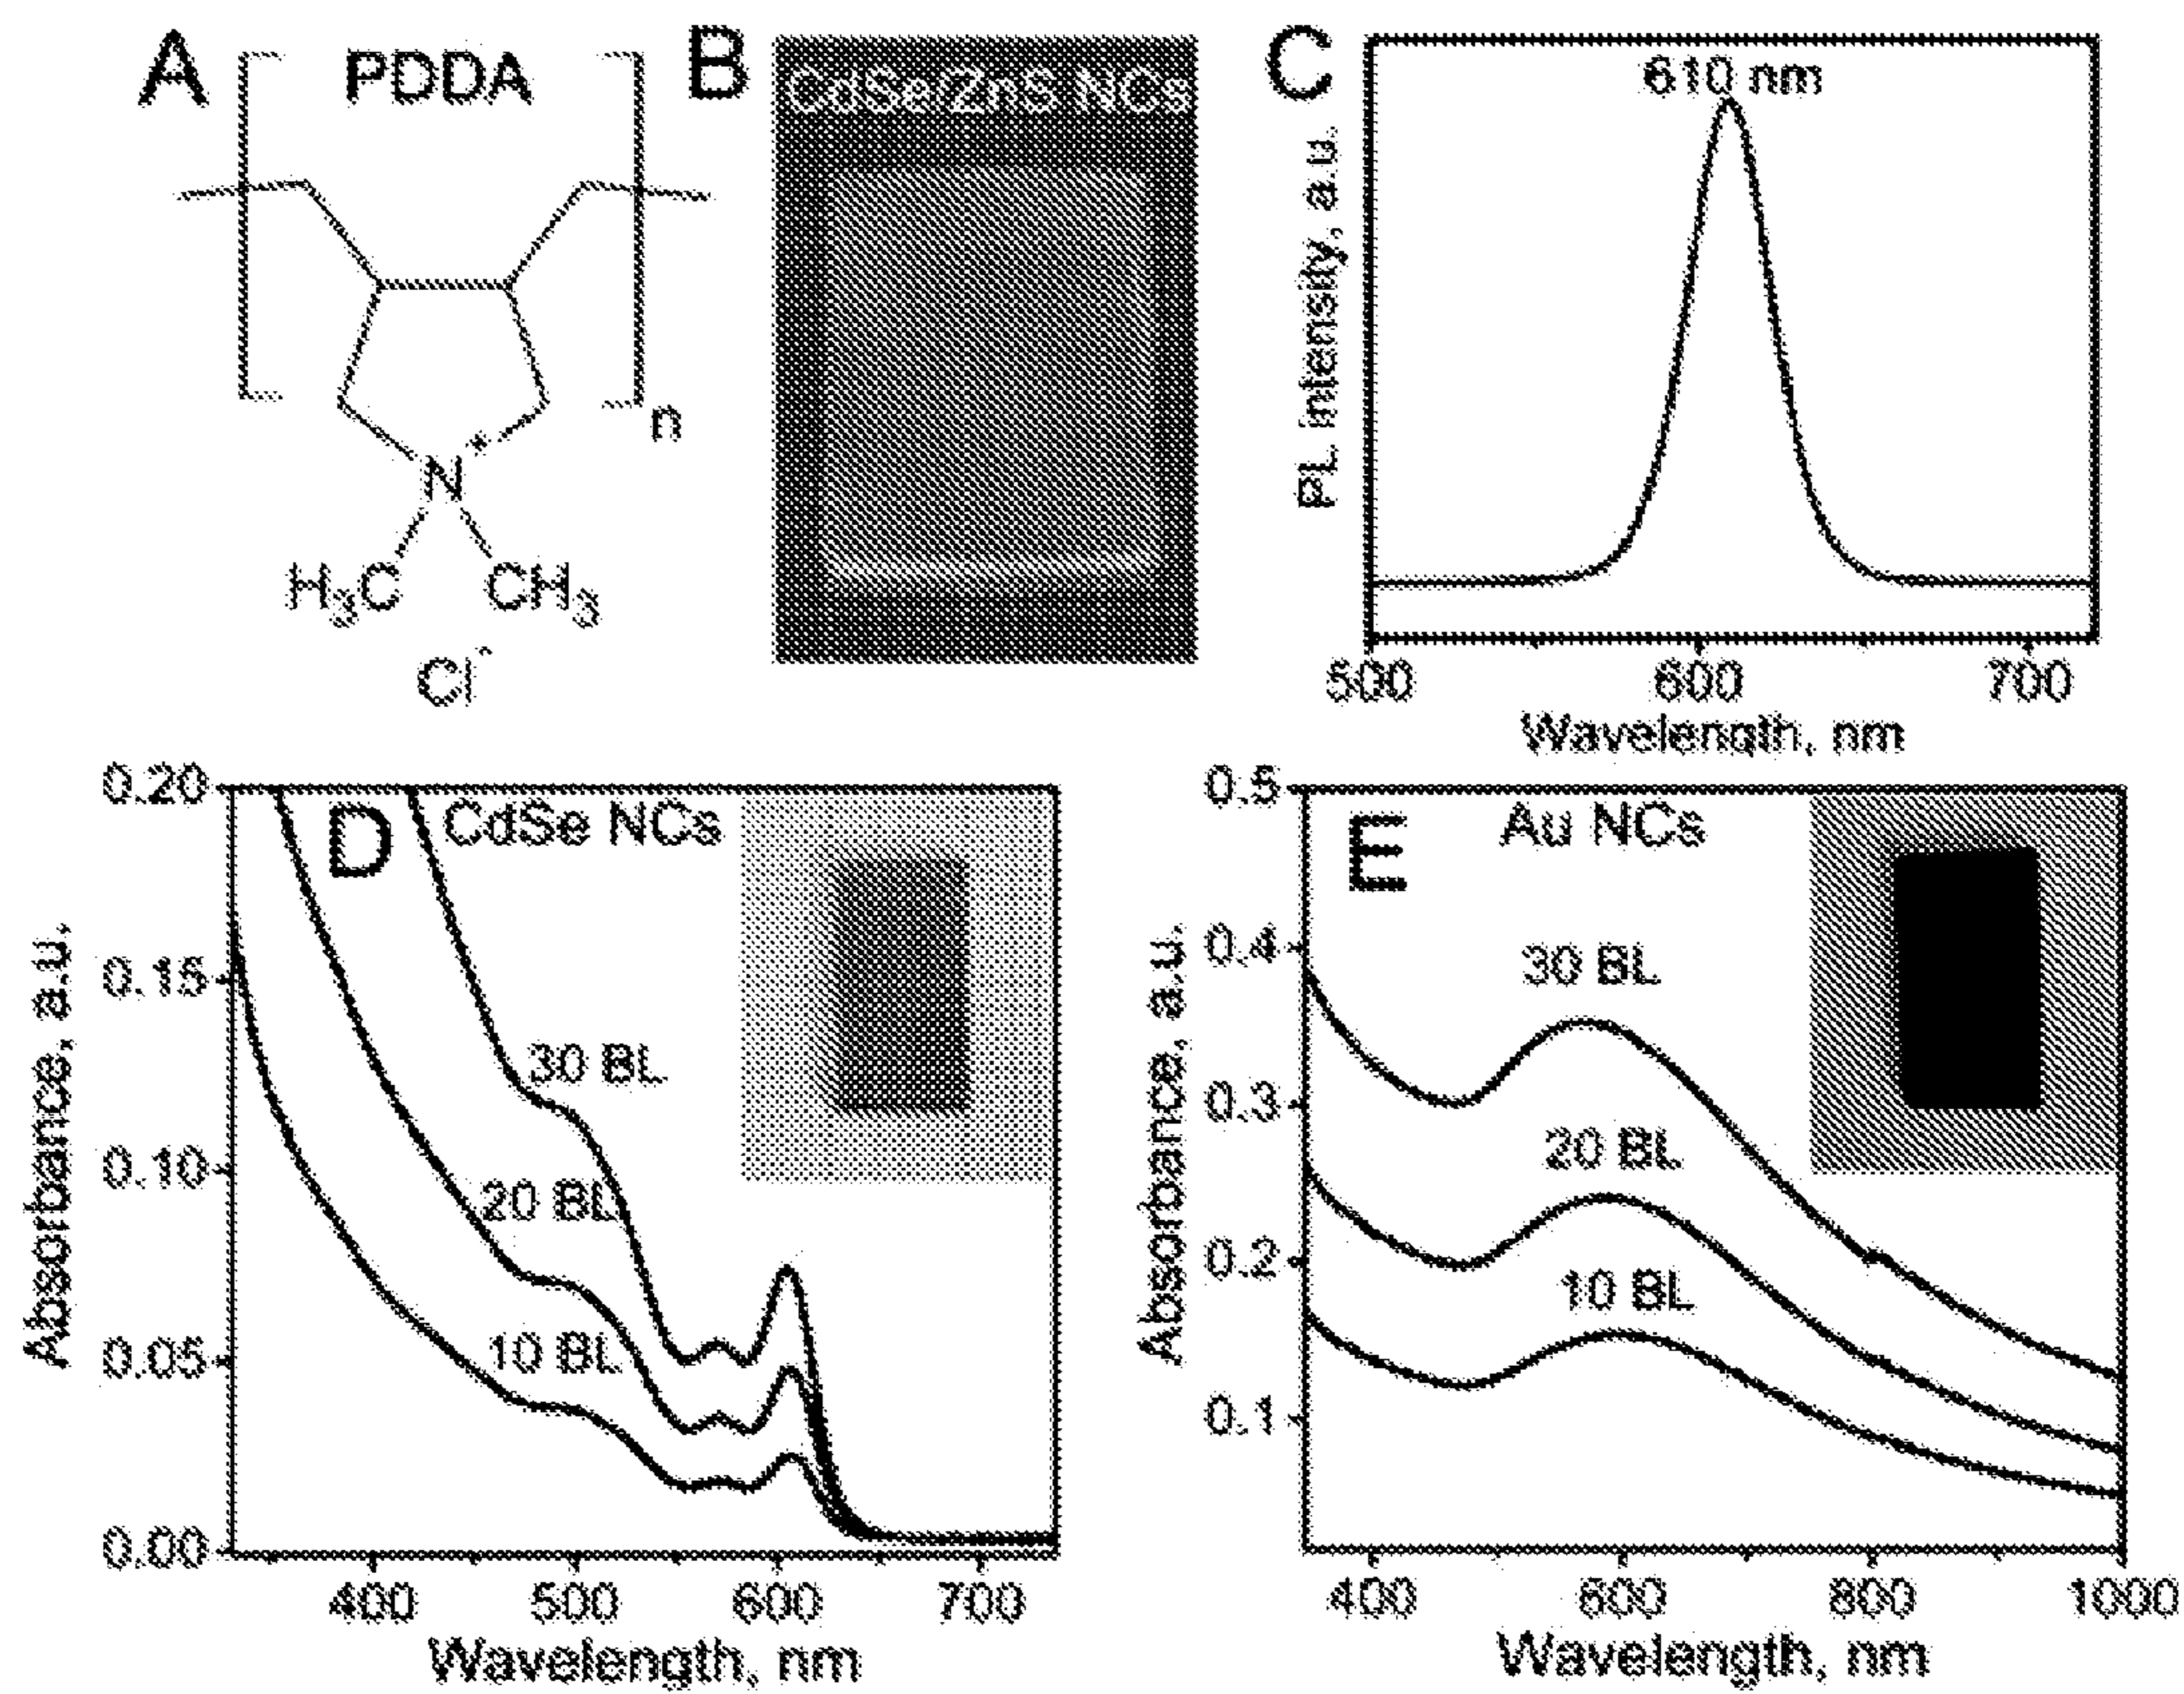 A
PDDA
n
N+
H3C
CH3
Cl-
B
CdSe/ZnS NCs
C
610 nm
PL Intensity, a.u.
500
600
700
Wavelength, nm
D
CdSe NCs
0.20
0.15
0.10
0.05
0.00
Absorbance, a.u.
30 BL
20 BL
10 BL
400
500
600
700
Wavelength, nm
E
Au NCs
0.5
0.4
0.3
0.2
0.1
Absorbance, a.u.
30 BL
20 BL
10 BL
400
600
800
1000
Wavelength, nm